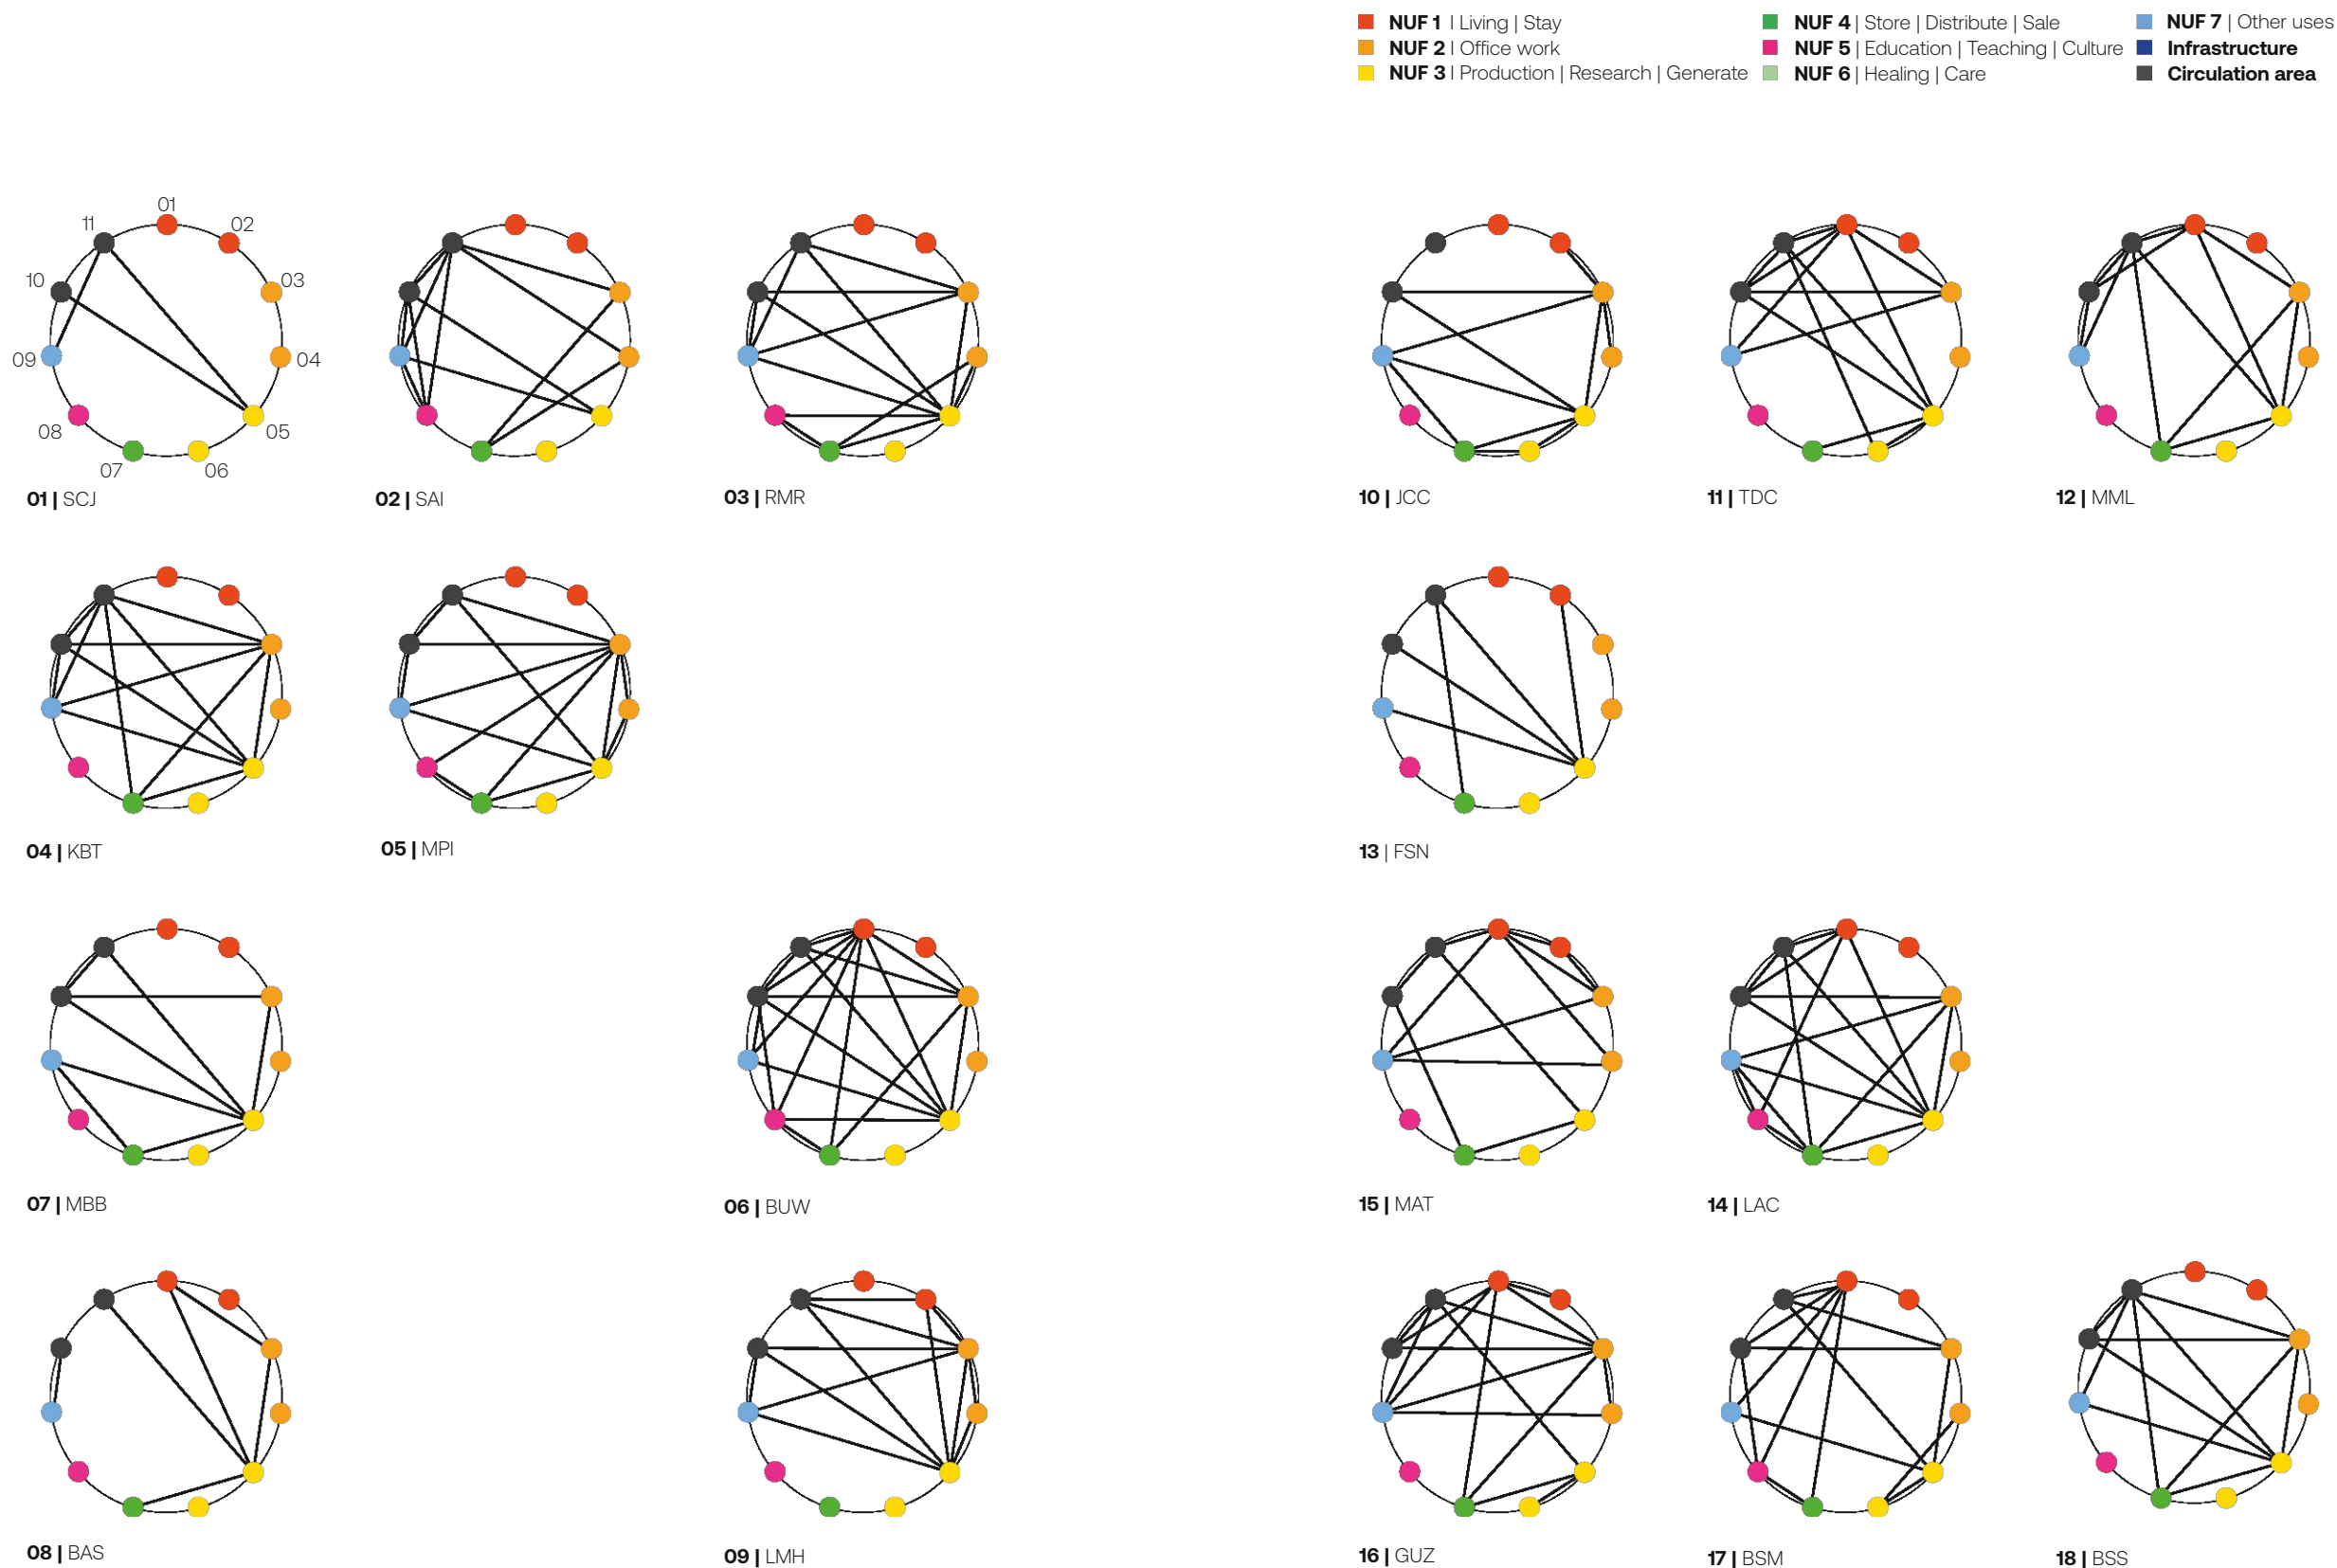 NUF 1 | Living | Stay
NUF 2 | Office work
NUF 3 | Production | Research | Generate
NUF 4 | Store | Distribute | Sale
NUF 5 | Education | Teaching | Culture
NUF 6 | Healing | Care
NUF 7 | Other uses
Infrastructure
Circulation area
01
02
03
04
05
06
07
08
09
10
11
01 | SCJ
02 | SAI
03 | RMR
10 | JCC
11 | TDC
12 | MML
04 | KBT
05 | MPI
13 | FSN
07 | MBB
06 | BUW
15 | MAT
14 | LAC
08 | BAS
09 | LMH
16 | GUZ
17 | BSM
18 | BSS